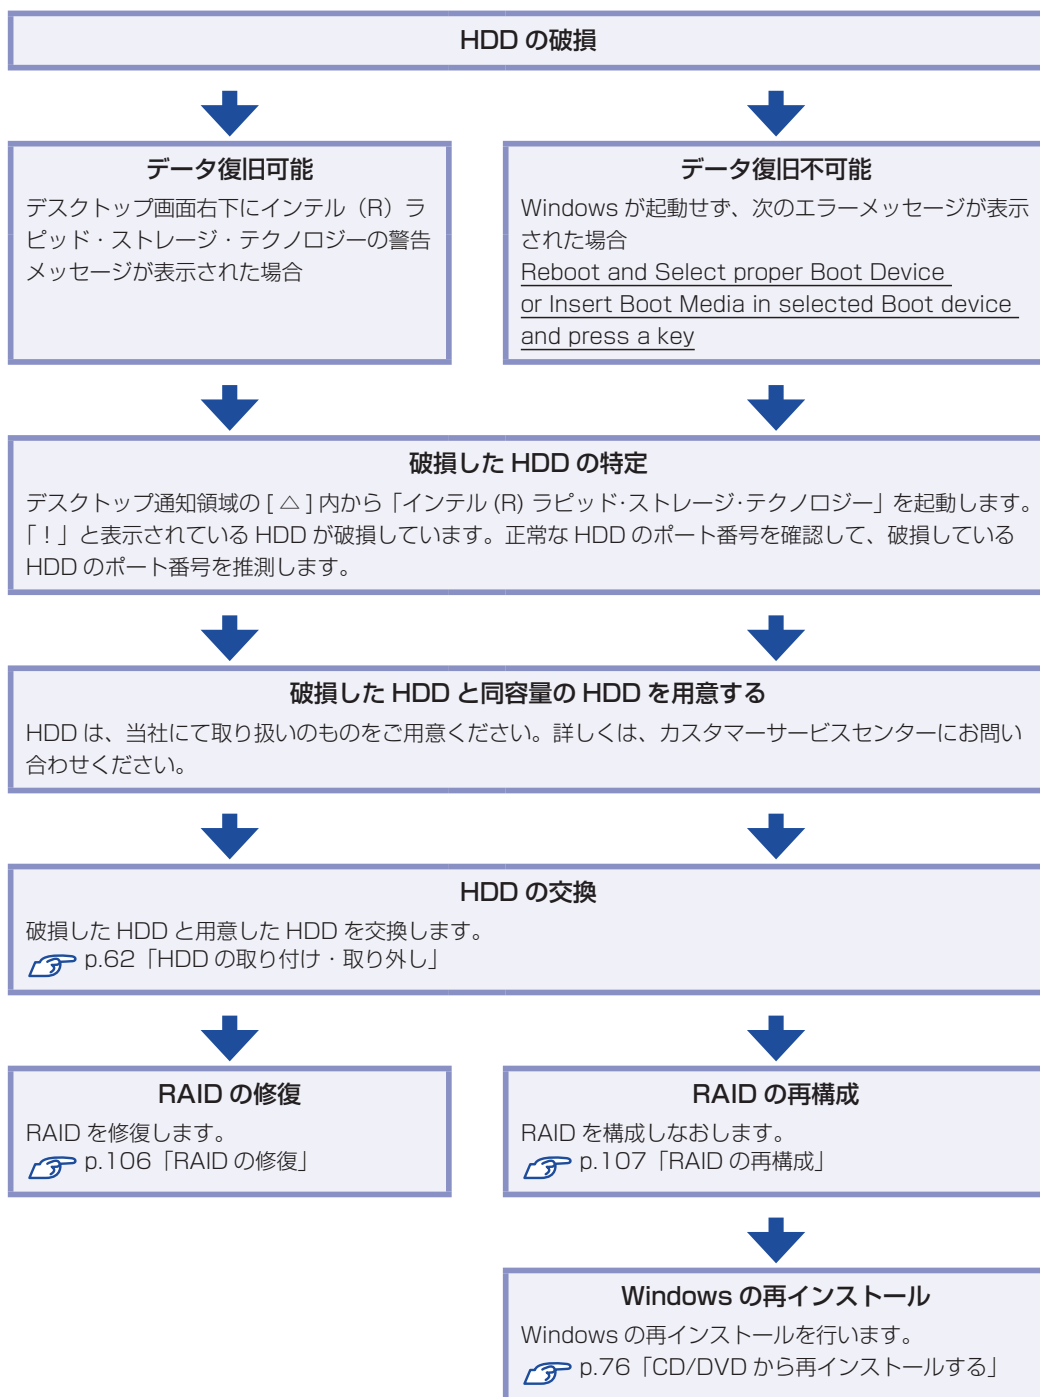 HDD の破損
データ復旧可能
デスクトップ画面右下にインテル（R）ラ
ピッド・ストレージ・テクノロジーの警告
メッセージが表示された場合
データ復旧不可能
Windows が起動せず、次のエラーメッセージが表示
された場合
Reboot and Select proper Boot Device
or Insert Boot Media in selected Boot device
and press a key
破損した HDD の特定
デスクトップ通知領域の [ △ ] 内から「インテル (R) ラピッド・ストレージ・テクノロジー」を起動します。
「！」と表示されている HDD が破損しています。正常な HDD のポート番号を確認して、破損している
HDD のポート番号を推測します。
破損した HDD と同容量の HDD を用意する
HDD は、当社にて取り扱いのものをご用意ください。詳しくは、カスタマーサービスセンターにお問い
合わせください。
HDD の交換
破損した HDD と用意した HDD を交換します。
p.62「HDD の取り付け・取り外し」
RAID の修復
RAID を修復します。
p.106「RAID の修復」
RAID の再構成
RAID を構成しなおします。
p.107「RAID の再構成」
Windows の再インストール
Windows の再インストールを行います。
p.76「CD/DVD から再インストールする」